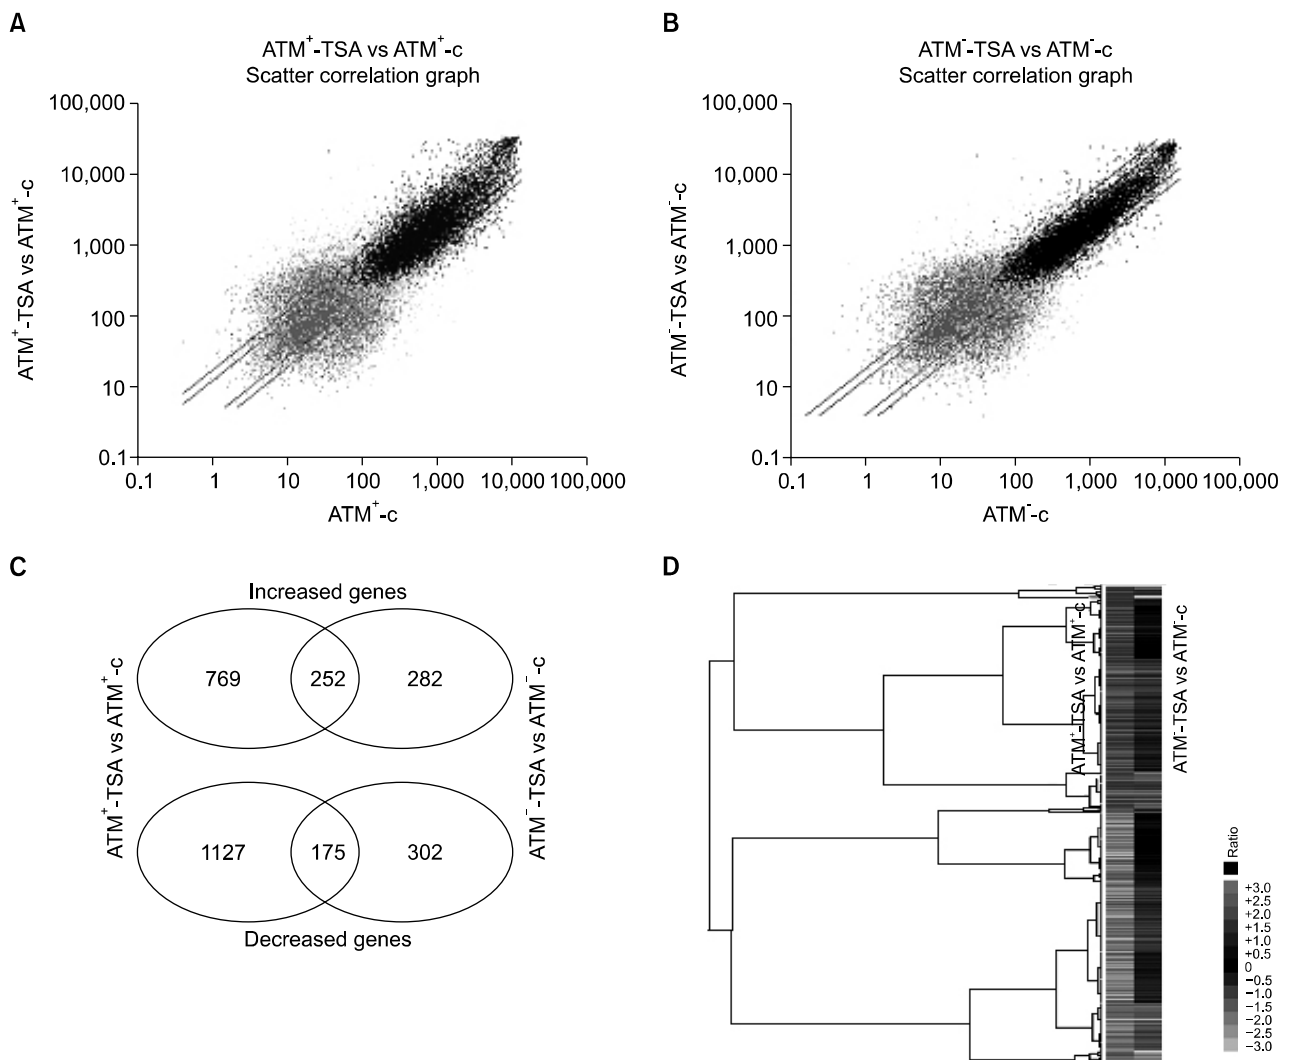 A
ATM⁺-TSA vs ATM⁺-c
Scatter correlation graph
100,000
10,000
1,000
100
10
0.1
ATM⁺-TSA vs ATM⁺-c
0.1 1 10 100 1,000 10,000 100,000
ATM⁺-c
B
ATM⁻-TSA vs ATM⁻-c
Scatter correlation graph
100,000
10,000
1,000
100
10
0.1
ATM⁻-TSA vs ATM⁻-c
0.1 1 10 100 1,000 10,000 100,000
ATM⁻-c
C
Increased genes
769 252 282
1127 175 302
Decreased genes
ATM⁺-TSA vs ATM⁺-c
ATM⁻-TSA vs ATM⁻-c
D
ATM⁺-TSA vs ATM⁺-c
ATM⁻-TSA vs ATM⁻-c
Ratio
+3.0
+2.5
+2.0
+1.5
+1.0
+0.5
0
−0.5
−1.0
−1.5
−2.0
−2.5
−3.0